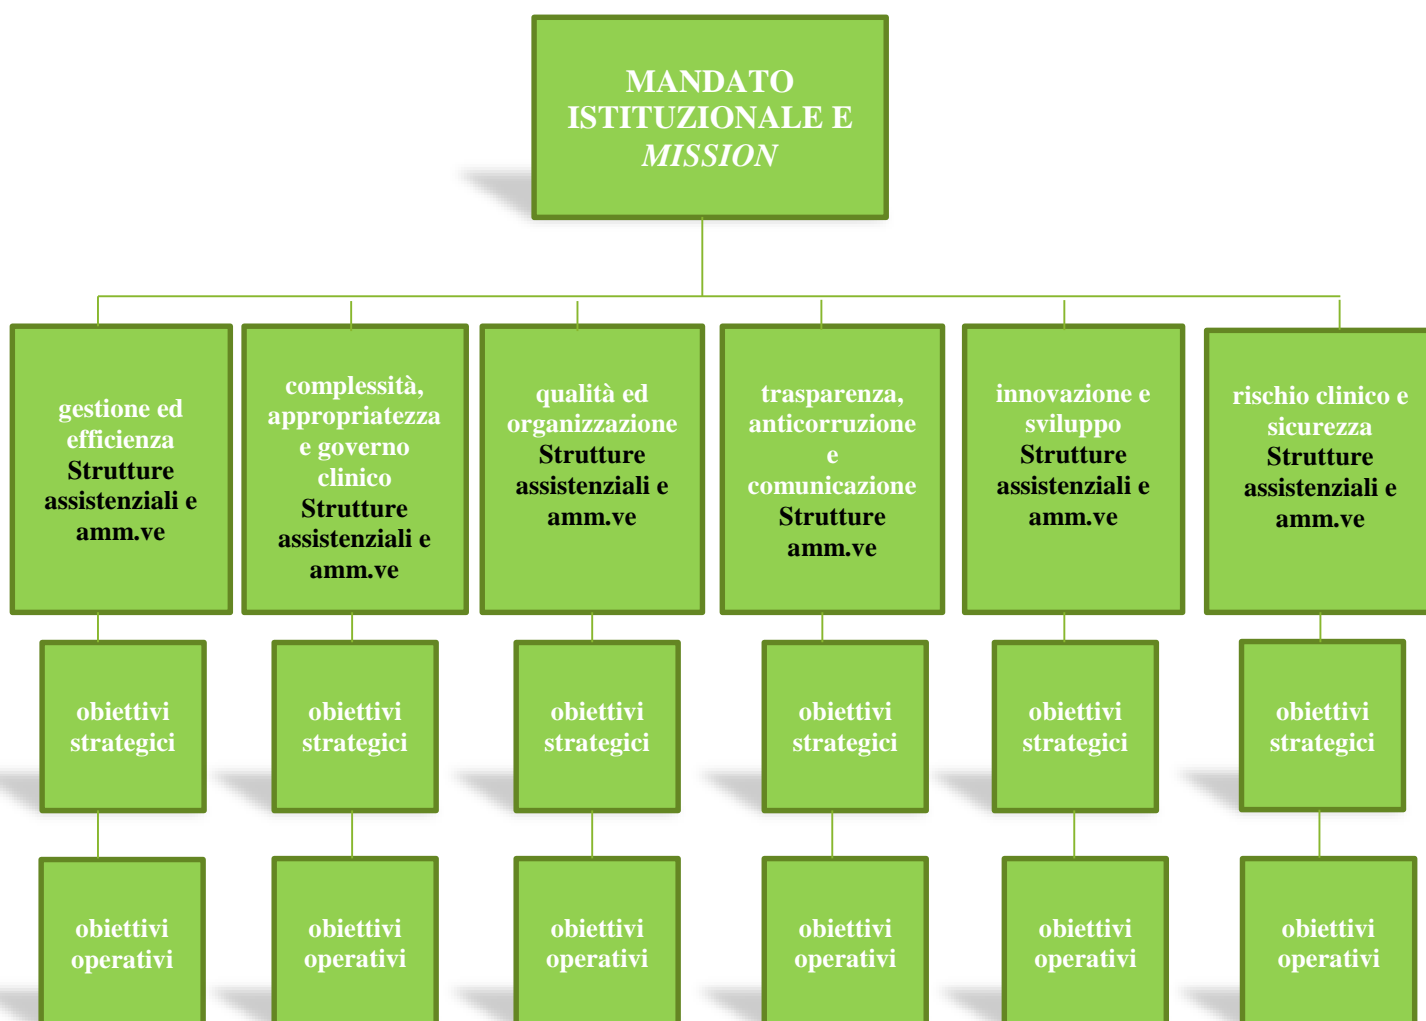 MANDATO
ISTITUZIONALE E
MISSION
gestione ed
efficienza
Strutture
assistenziali e
amm.ve
complessità,
appropriatezza
e governo
clinico
Strutture
assistenziali e
amm.ve
qualità ed
organizzazione
Strutture
assistenziali e
amm.ve
trasparenza,
anticorruzione
e
comunicazione
Strutture
amm.ve
innovazione e
sviluppo
Strutture
assistenziali e
amm.ve
rischio clinico e
sicurezza
Strutture
assistenziali e
amm.ve
obiettivi
strategici
obiettivi
strategici
obiettivi
strategici
obiettivi
strategici
obiettivi
strategici
obiettivi
strategici
obiettivi
operativi
obiettivi
operativi
obiettivi
operativi
obiettivi
operativi
obiettivi
operativi
obiettivi
operativi